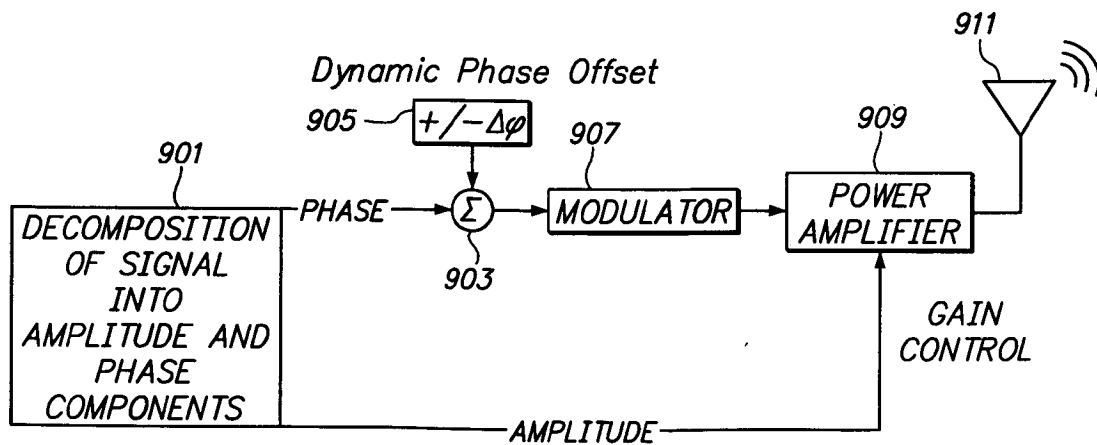 911
Dynamic Phase Offset
905
+/-Δφ
907
909
901
PHASE
Σ
MODULATOR
POWER
AMPLIFIER
903
DECOMPOSITION
OF SIGNAL
INTO
AMPLITUDE AND
PHASE
COMPONENTS
GAIN
CONTROL
AMPLITUDE